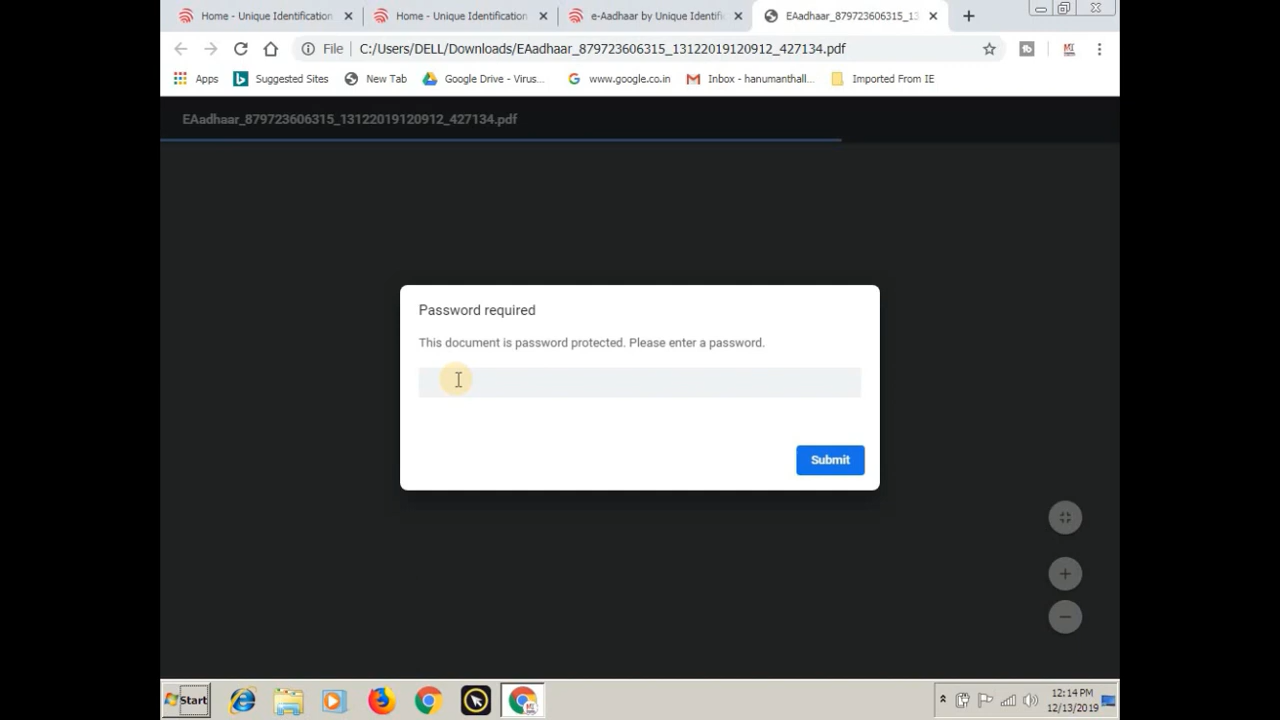 Home - Unique Identification
Home - Unique Identification
e-Aadhaar by Unique Identifi
EAadhaar_879723606315_13
File C:/Users/DELL/Downloads/EAadhaar_879723606315_13122019120912_427134.pdf
Apps Suggested Sites New Tab Google Drive - Virus... www.google.co.in Inbox - hanumanthall... Imported From IE
EAadhaar_879723606315_13122019120912_427134.pdf
Password required
This document is password protected. Please enter a password.
Submit
Start
12:14 PM
12/13/2019